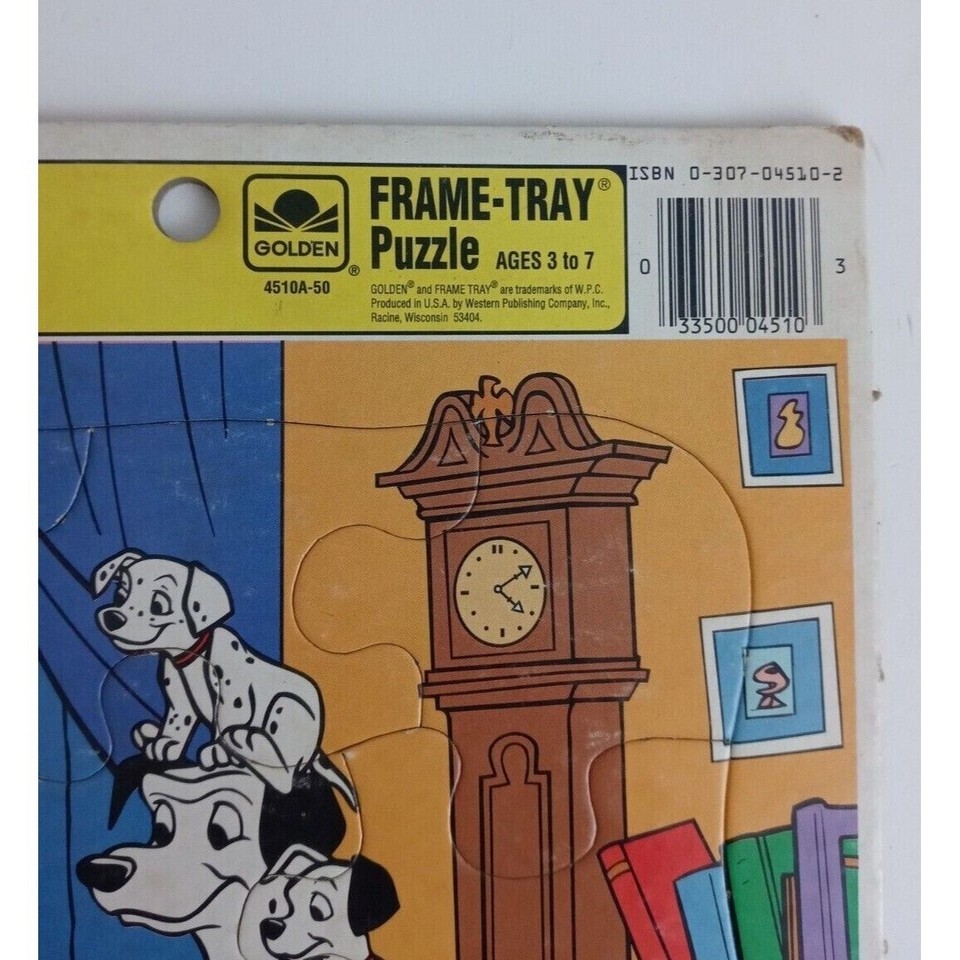 GOLDEN®
4510A-50
FRAME-TRAY®
Puzzle AGES 3 to 7
GOLDEN® and FRAME TRAY® are trademarks of W.P.C.
Produced in U.S.A. by Western Publishing Company, Inc.,
Racine, Wisconsin 53404.
ISBN 0-307-04510-2
0 33500 04510 3
II